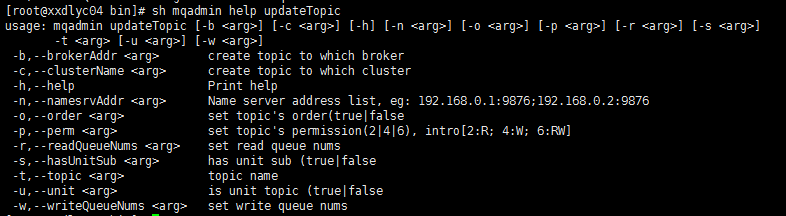 [root@xxdlyc04 bin]# sh mqadmin help updateTopic
usage: mqadmin updateTopic [-b <arg>] [-c <arg>] [-h] [-n <arg>] [-o <arg>] [-p <arg>] [-r <arg>] [-s <arg>]
       -t <arg> [-u <arg>] [-w <arg>]
 -b,--brokerAddr <arg>       create topic to which broker
 -c,--clusterName <arg>      create topic to which cluster
 -h,--help                   Print help
 -n,--namesrvAddr <arg>      Name server address list, eg: 192.168.0.1:9876;192.168.0.2:9876
 -o,--order <arg>            set topic's order(true|false
 -p,--perm <arg>             set topic's permission(2|4|6), intro[2:R; 4:W; 6:RW]
 -r,--readQueueNums <arg>    set read queue nums
 -s,--hasUnitSub <arg>       has unit sub (true|false
 -t,--topic <arg>            topic name
 -u,--unit <arg>             is unit topic (true|false
 -w,--writeQueueNums <arg>   set write queue nums